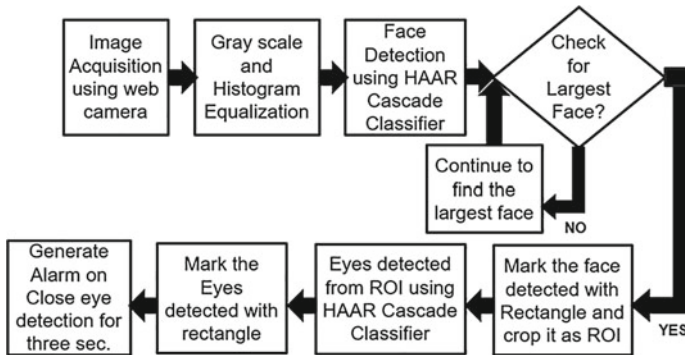 Image
Acquisition
using web
camera
Gray scale
and
Histogram
Equalization
Face
Detection
using HAAR
Cascade
Classifier
Check
for
Largest
Face?
Continue to
find the
largest face
NO
YES
Mark the face
detected with
Rectangle and
crop it as ROI
Eyes detected
from ROI using
HAAR Cascade
Classifier
Mark the
Eyes
detected with
rectangle
Generate
Alarm on
Close eye
detection for
three sec.